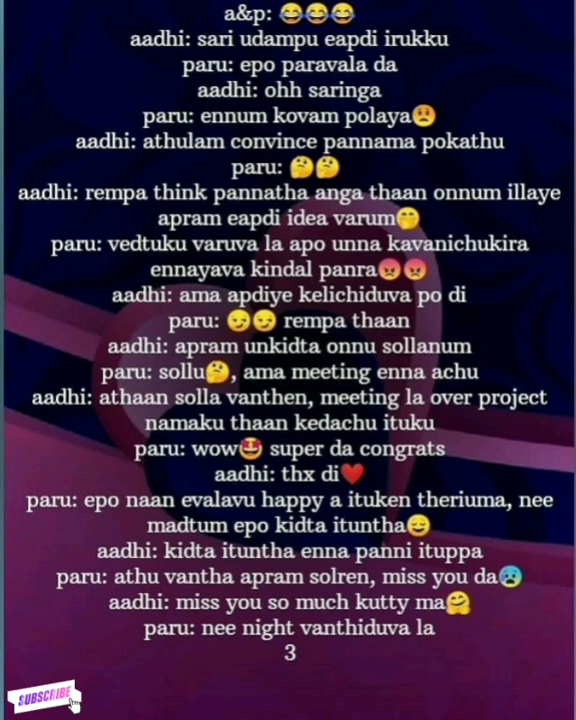 a&p: 😂😂😂
aadhi: sari udampu eapdi irukku
paru: epo paravala da
aadhi: ohh saringa
paru: ennum kovam polaya😟
aadhi: athulam convince pannama pokathu
paru: 🤔🤔
aadhi: rempa think pannatha anga thaan onnum illaye
apram eapdi idea varum🤭
paru: vedtuku varuva la apo unna kavanichukira
ennayava kindal panra😡😡
aadhi: ama apdiye kelichiduva po di
paru: 😏😏 rempa thaan
aadhi: apram unkidta onnu sollanum
paru: sollu🤔, ama meeting enna achu
aadhi: athaan solla vanthen, meeting la over project
namaku thaan kedachu ituku
paru: wow🤩 super da congrats
aadhi: thx di❤️
paru: epo naan evalavu happy a ituken theriuma, nee
madtum epo kidta ituntha😌
aadhi: kidta ituntha enna panni ituppa
paru: athu vantha apram solren, miss you da😰
aadhi: miss you so much kutty ma🤗
paru: nee night vanthiduva la
3
SUBSCRIBE